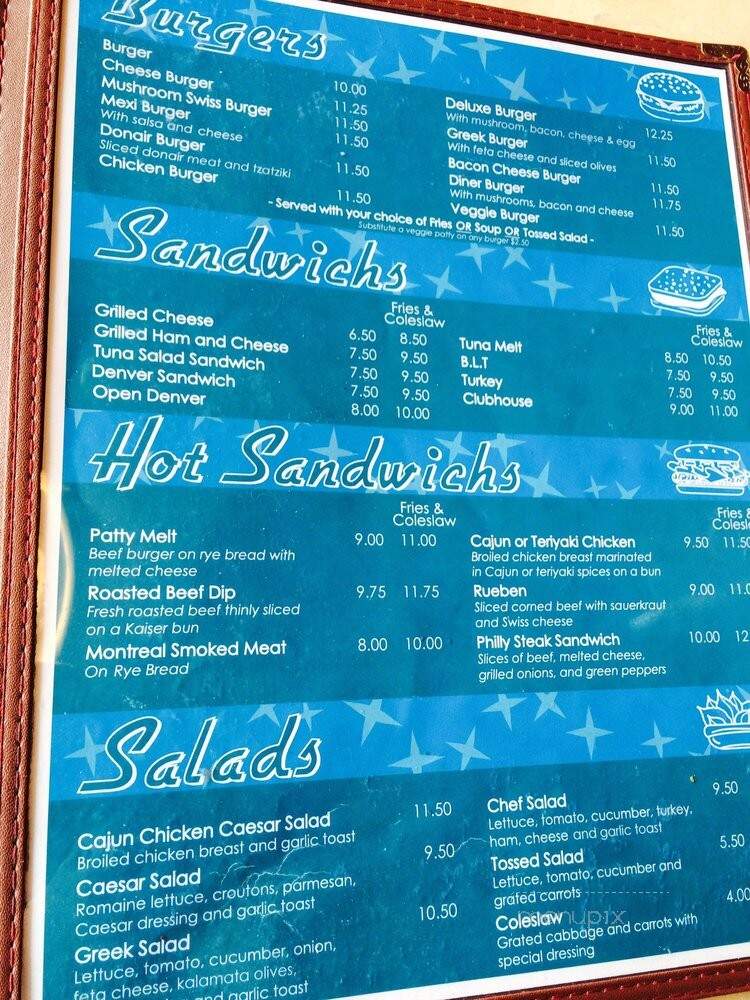 Burgers
Burger 10.00
Cheese Burger 11.25
Mushroom Swiss Burger 11.50
Mexi Burger 11.50
With salsa and cheese
Donair Burger 11.50
Sliced donair meat and tzatziki
Chicken Burger 11.50
Deluxe Burger 12.25
With mushroom, bacon, cheese & egg
Greek Burger 11.50
With feta cheese and sliced olives
Bacon Cheese Burger 11.50
Diner Burger 11.75
With mushrooms, bacon and cheese
Veggie Burger 11.50
- Served with your choice of Fries OR Soup OR Tossed Salad -
Substitute a veggie patty on any burger $2.50
Sandwichs
Fries &
Coleslaw
Grilled Cheese 6.50 8.50
Grilled Ham and Cheese 7.50 9.50
Tuna Salad Sandwich 7.50 9.50
Denver Sandwich 7.50 9.50
Open Denver 8.00 10.00
Fries &
Coleslaw
Tuna Melt 8.50 10.50
B.L.T 7.50 9.50
Turkey 7.50 9.50
Clubhouse 9.00 11.00
Hot Sandwichs
Fries &
Coleslaw
Patty Melt 9.00 11.00
Beef burger on rye bread with
melted cheese
Roasted Beef Dip 9.75 11.75
Fresh roasted beef thinly sliced
on a Kaiser bun
Montreal Smoked Meat 8.00 10.00
On Rye Bread
Fries &
Colesl
Cajun or Teriyaki Chicken 9.50 11.50
Broiled chicken breast marinated
in Cajun or teriyaki spices on a bun
Rueben 9.00 11.0
Sliced corned beef with sauerkraut
and Swiss cheese
Philly Steak Sandwich 10.00 12
Slices of beef, melted cheese,
grilled onions, and green peppers
Salads
Cajun Chicken Caesar Salad 11.50
Broiled chicken breast and garlic toast
Caesar Salad 9.50
Romaine lettuce, croutons, parmesan,
Caesar dressing and garlic toast
Greek Salad 10.50
Lettuce, tomato, cucumber, onion,
feta cheese, kalamata olives,
and garlic toast
Chef Salad 9.50
Lettuce, tomato, cucumber, turkey,
ham, cheese and garlic toast
Tossed Salad 5.50
Lettuce, tomato, cucumber and
grated carrots
Coleslaw 4.00
Grated cabbage and carrots with
special dressing
menupix